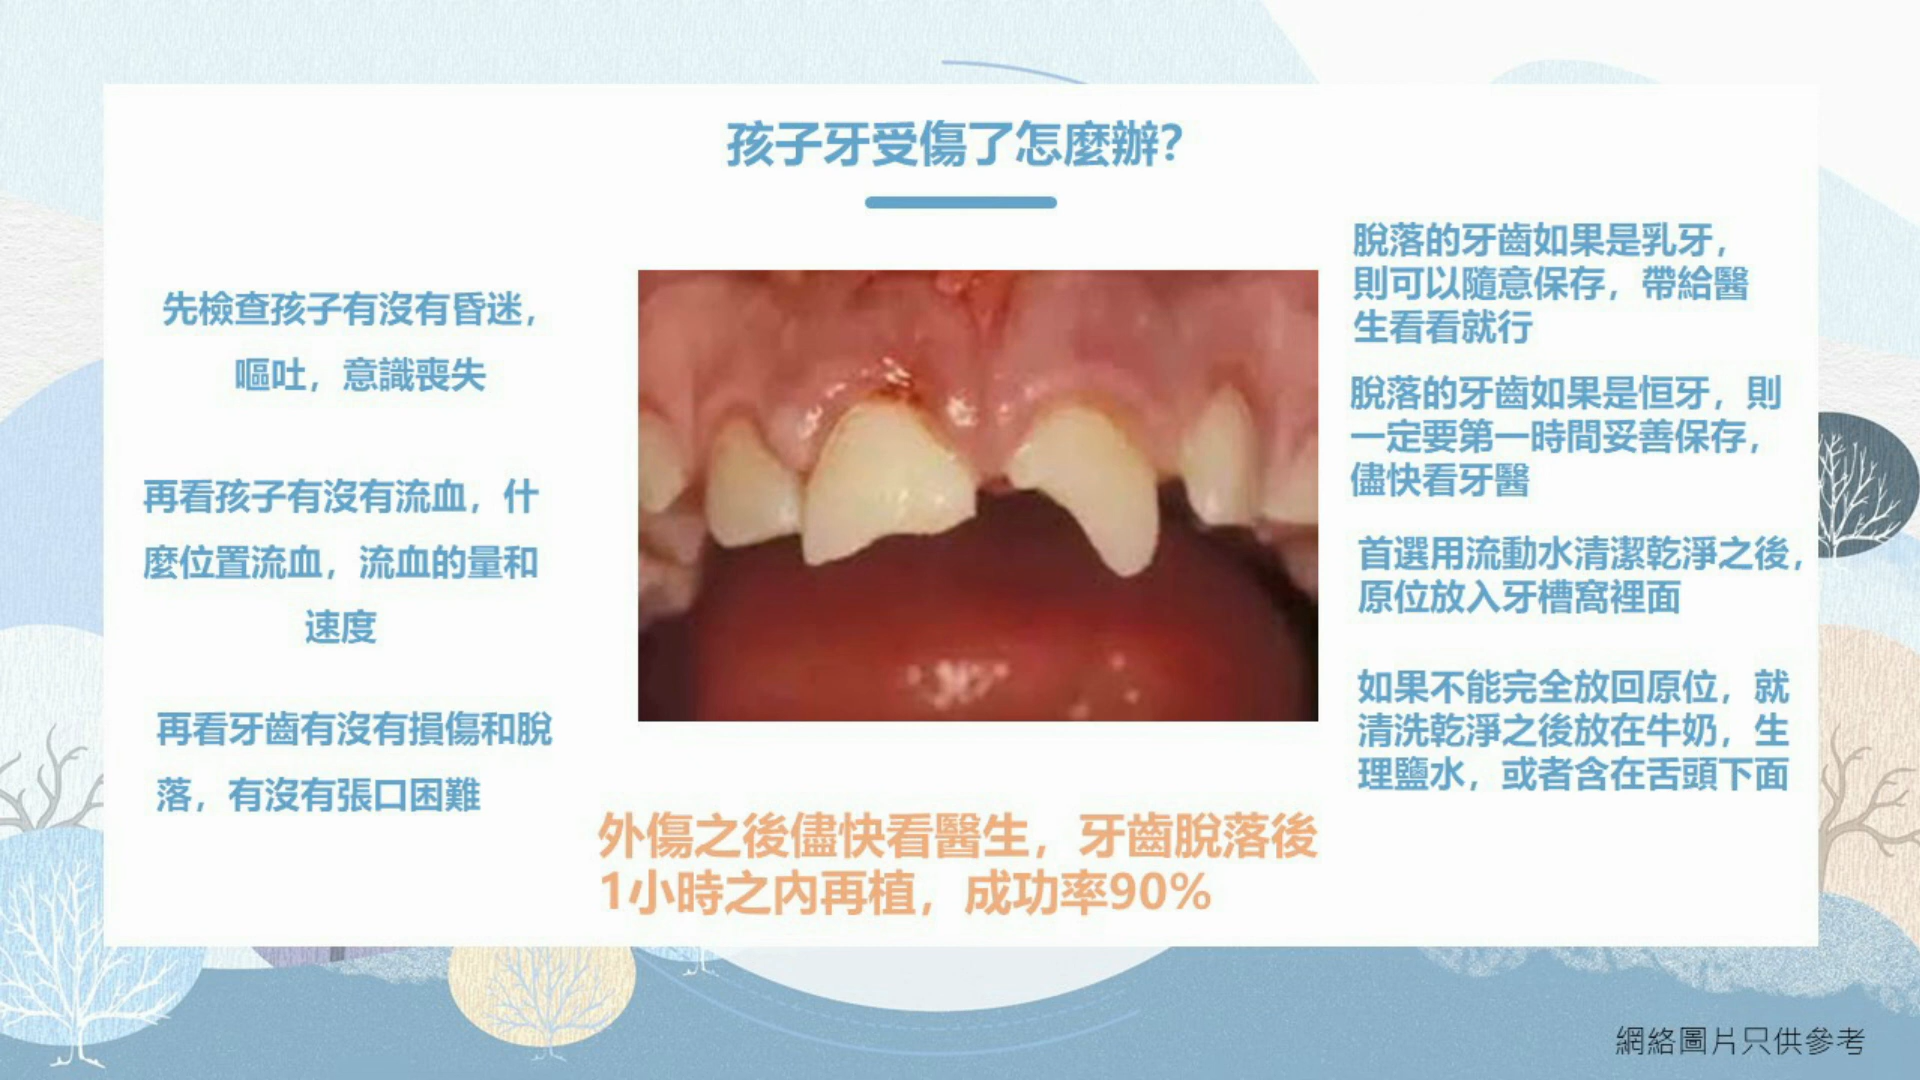 孩子牙受傷了怎麼辦?
先檢查孩子有沒有昏迷,
嘔吐,意識喪失
再看孩子有沒有流血,什
麼位置流血,流血的量和
速度
再看牙齒有沒有損傷和脫
落,有沒有張口困難
外傷之後儘快看醫生,牙齒脫落後
1小時之內再植,成功率90%
脫落的牙齒如果是乳牙,
則可以隨意保存,帶給醫
生看看就行
脫落的牙齒如果是恒牙,則
一定要第一時間妥善保存,
儘快看牙醫
首選用流動水清潔乾淨之後,
原位放入牙槽窩裡面
如果不能完全放回原位,就
清洗乾淨之後放在牛奶,生
理鹽水,或者含在舌頭下面
網絡圖片只供參考